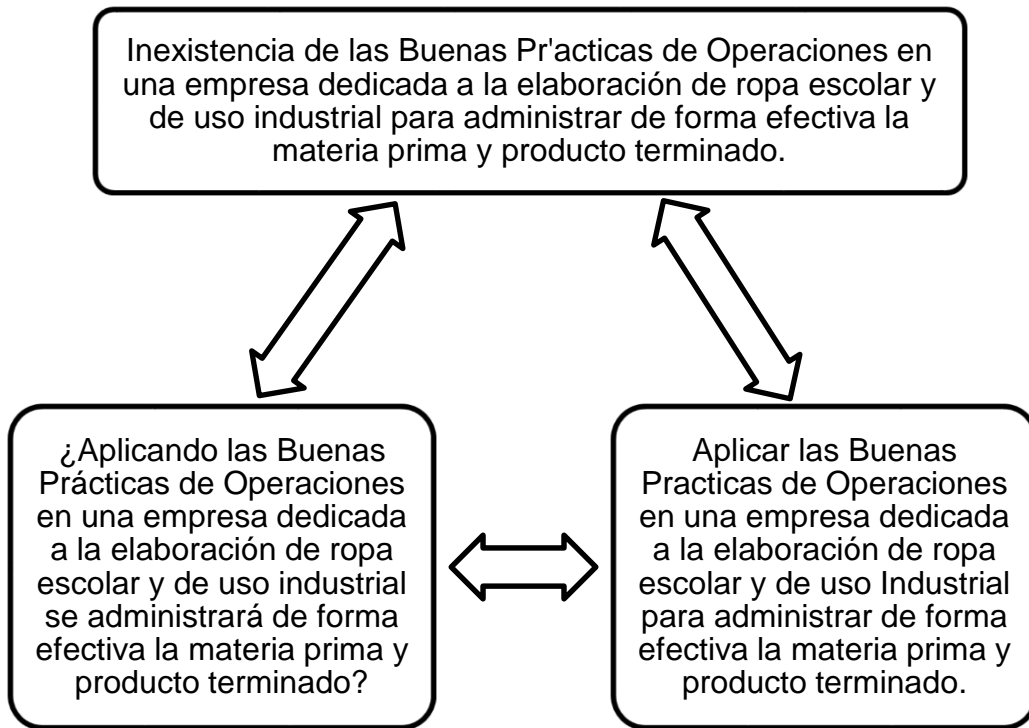 Inexistencia de las Buenas Pr'acticas de Operaciones en
una empresa dedicada a la elaboración de ropa escolar y
de uso industrial para administrar de forma efectiva la
materia prima y producto terminado.
¿Aplicando las Buenas
Prácticas de Operaciones
en una empresa dedicada
a la elaboración de ropa
escolar y de uso industrial
se administrará de forma
efectiva la materia prima y
producto terminado?
Aplicar las Buenas
Practicas de Operaciones
en una empresa dedicada
a la elaboración de ropa
escolar y de uso Industrial
para administrar de forma
efectiva la materia prima y
producto terminado.